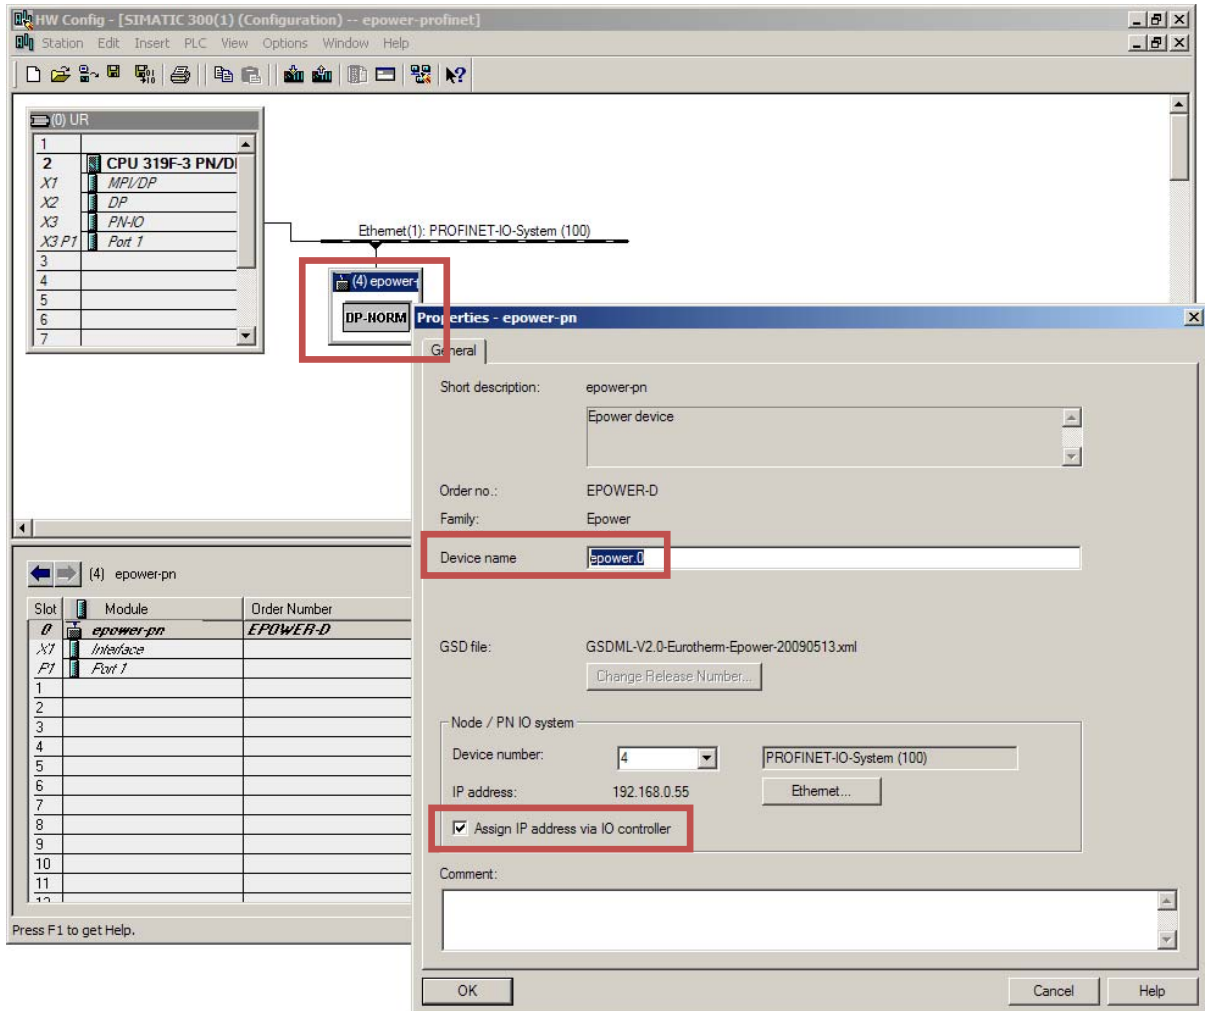 HW Config - [SIMATIC 300(1) (Configuration) -- epower-profinet]
Station Edit Insert PLC View Options Window Help
(0) UR
1
2 CPU 319F-3 PN/D
X1 MPI/DP
X2 DP
X3 PN-IO
X3 P1 Port 1
3
4
5
6
7
Ethernet(1): PROFINET-IO-System (100)
(4) epower-
DP-NORM
Properties - epower-pn
General
Short description: epower-pn
Epower device
Order no.: EPOWER-D
Family: Epower
Device name epower.0
GSD file: GSDML-V2.0-Eurotherm-Epower-20090513.xml
Change Release Number...
Node / PN IO system
Device number: 4 PROFINET-IO-System (100)
IP address: 192.168.0.55 Ethernet...
Assign IP address via IO controller
Comment:
OK Cancel Help
(4) epower-pn
Slot Module Order Number
0 epower-pn EPOWER-D
X1 Interface
P1 Port 1
1
2
3
4
5
6
7
8
9
10
11
12
Press F1 to get Help.